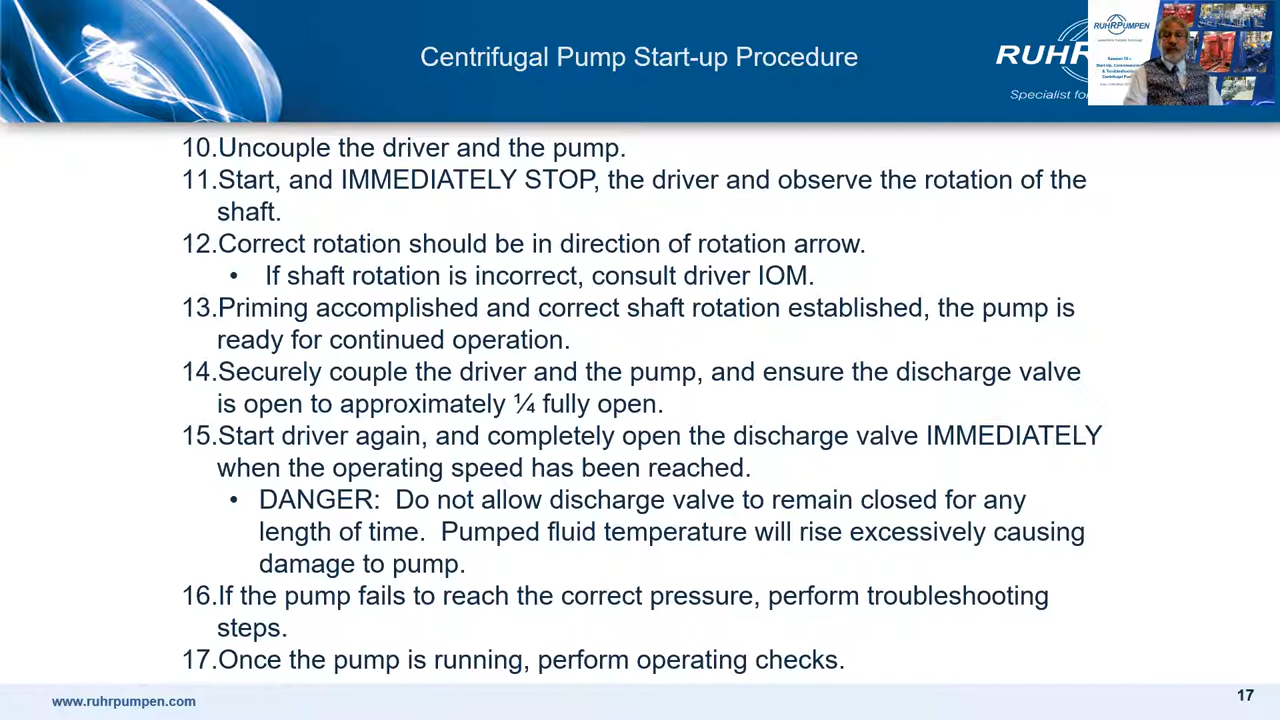 Centrifugal Pump Start-up Procedure
RUHR
Specialist for
RUHRPUMPEN
10.Uncouple the driver and the pump.
11.Start, and IMMEDIATELY STOP, the driver and observe the rotation of the
shaft.
12.Correct rotation should be in direction of rotation arrow.
• If shaft rotation is incorrect, consult driver IOM.
13.Priming accomplished and correct shaft rotation established, the pump is
ready for continued operation.
14.Securely couple the driver and the pump, and ensure the discharge valve
is open to approximately ¼ fully open.
15.Start driver again, and completely open the discharge valve IMMEDIATELY
when the operating speed has been reached.
• DANGER: Do not allow discharge valve to remain closed for any
length of time. Pumped fluid temperature will rise excessively causing
damage to pump.
16.If the pump fails to reach the correct pressure, perform troubleshooting
steps.
17.Once the pump is running, perform operating checks.
www.ruhrpumpen.com
17